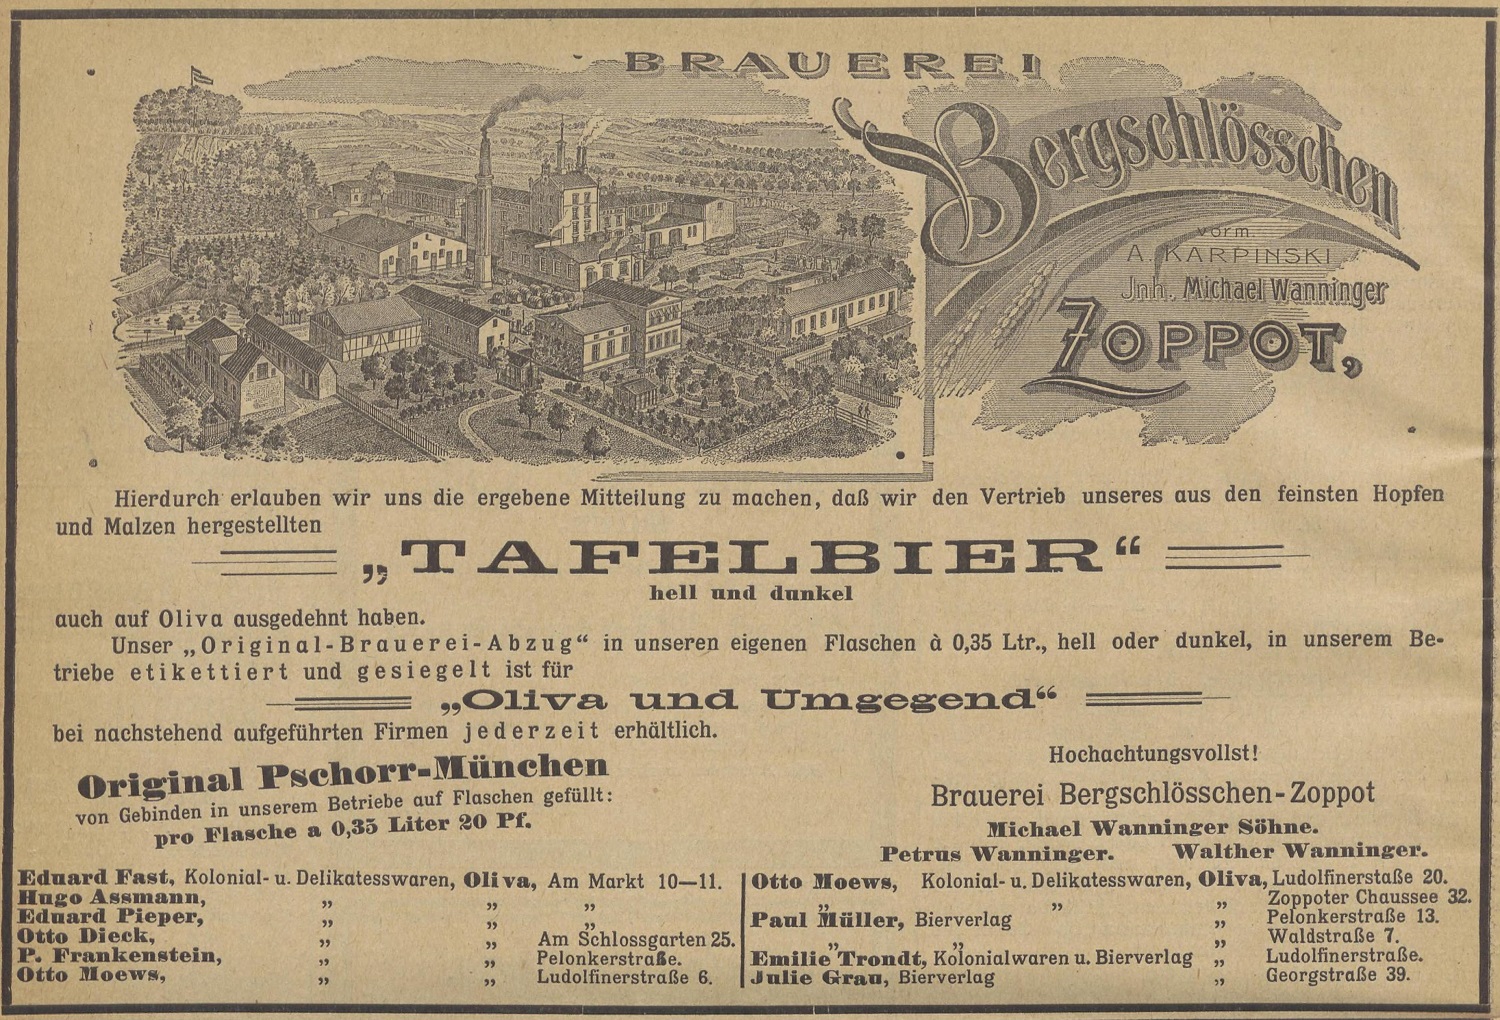 BRAUEREI
Bergschlösschen
vorm.
A. KARPINSKI
Jnh. Michael Wanninger
ZOPPOT,
Hierdurch erlauben wir uns die ergebene Mitteilung zu machen, daß wir den Vertrieb unseres aus den feinsten Hopfen
und Malzen hergestellten
„TAFELBIER“
hell und dunkel
auch auf Oliva ausgedehnt haben.
Unser „Original-Brauerei-Abzug“ in unseren eigenen Flaschen à 0,35 Ltr., hell oder dunkel, in unserem Be-
triebe etikettiert und gesiegelt ist für
„Oliva und Umgegend“
bei nachstehend aufgeführten Firmen jederzeit erhältlich.
Original Pschorr-München
von Gebinden in unserem Betriebe auf Flaschen gefüllt:
pro Flasche a 0,35 Liter 20 Pf.
Hochachtungsvollst!
Brauerei Bergschlösschen-Zoppot
Michael Wanninger Söhne.
Petrus Wanninger. Walther Wanninger.
Eduard Fast, Kolonial- u. Delikatesswaren, Oliva, Am Markt 10—11.
Hugo Assmann, „ „ „
Eduard Pieper, „ „ „
Otto Dieck, „ „ Am Schlossgarten 25.
P. Frankenstein, „ „ Pelonkerstraße.
Otto Moews, „ „ Ludolfinerstraße 6.
Otto Moews, Kolonial- u. Delikatesswaren, Oliva, Ludolfinerstaße 20.
„ „ „ Zoppoter Chaussee 32.
Paul Müller, Bierverlag „ Pelonkerstraße 13.
„ „ „ Waldstraße 7.
Emilie Trondt, Kolonialwaren u. Bierverlag „ Ludolfinerstraße.
Julie Grau, Bierverlag „ Georgstraße 39.